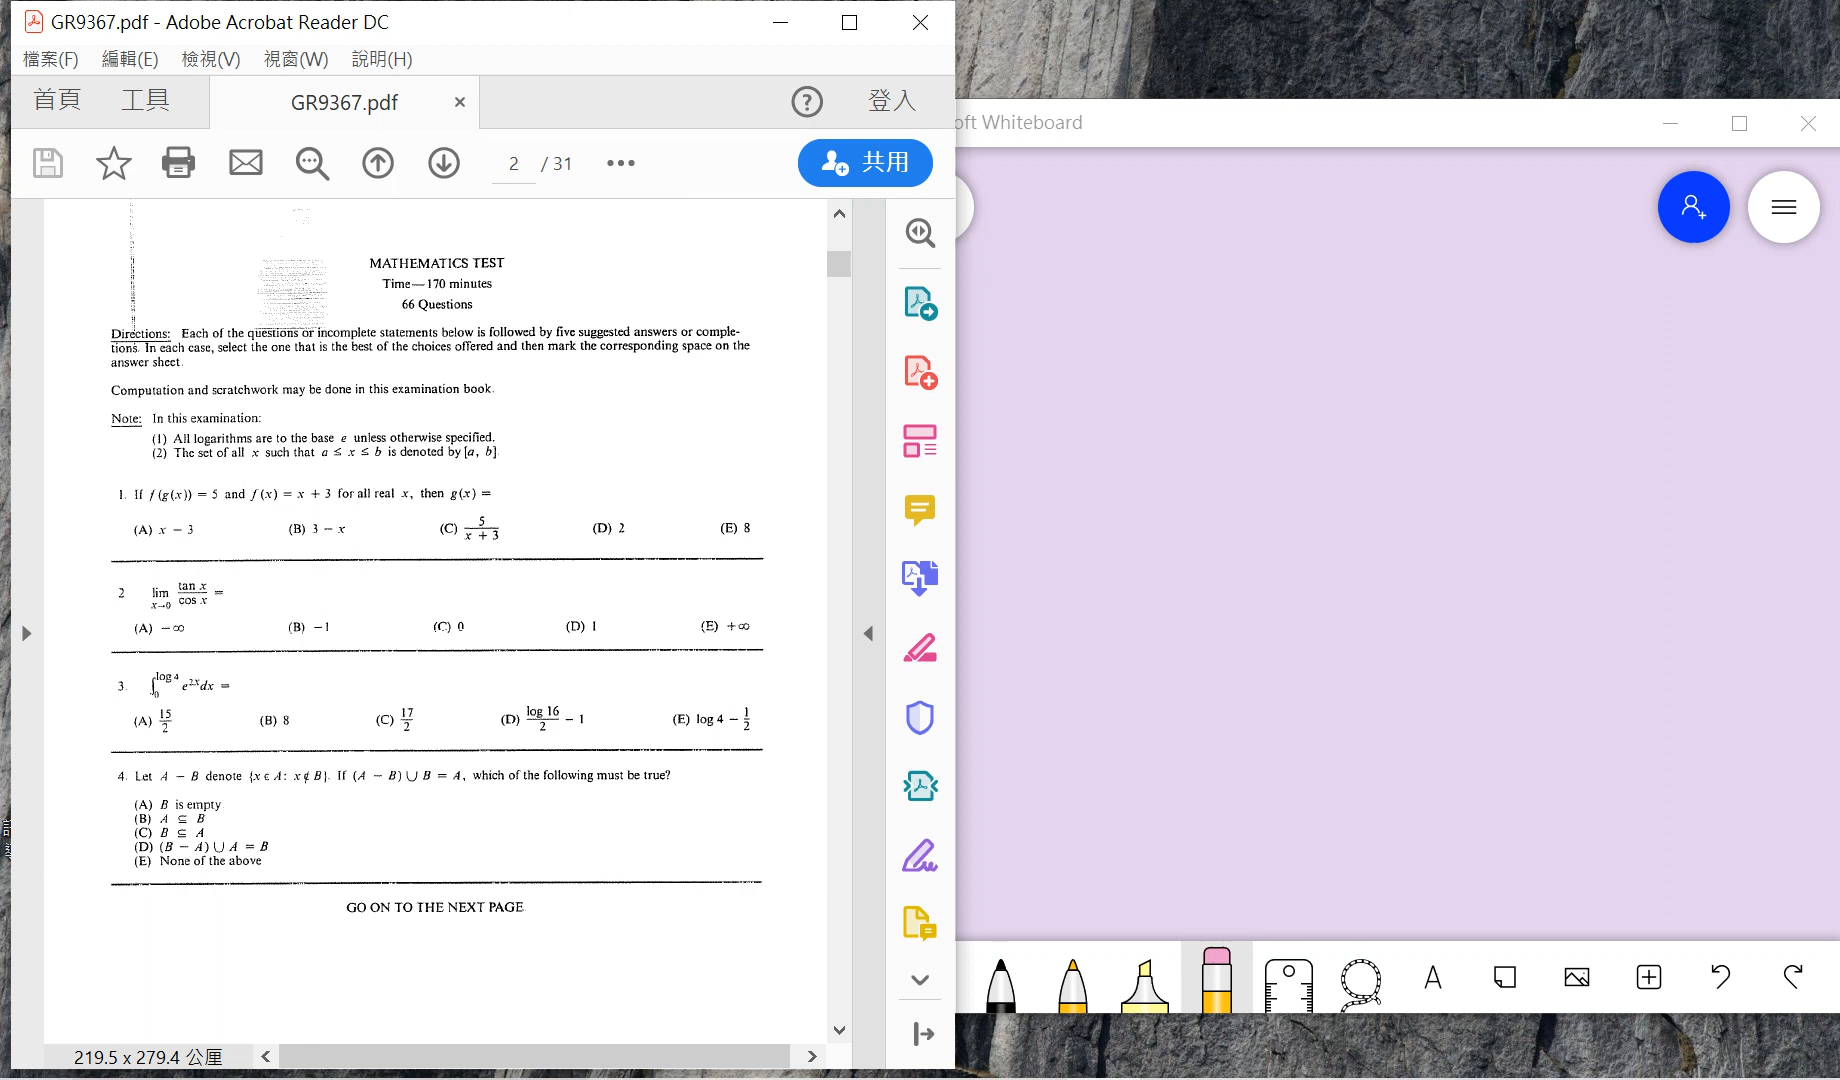 GR9367.pdf - Adobe Acrobat Reader DC
檔案(F) 編輯(E) 檢視(V) 視窗(W) 說明(H)
首頁 工具 GR9367.pdf × 登入
2 / 31 共用
MATHEMATICS TEST
Time—170 minutes
66 Questions
Directions: Each of the questions or incomplete statements below is followed by five suggested answers or comple-
tions. In each case, select the one that is the best of the choices offered and then mark the corresponding space on the
answer sheet.
Computation and scratchwork may be done in this examination book.
Note: In this examination:
(1) All logarithms are to the base e unless otherwise specified.
(2) The set of all x such that a ≤ x ≤ b is denoted by [a, b].
1. If f(g(x)) = 5 and f(x) = x + 3 for all real x, then g(x) =
(A) x − 3 (B) 3 − x (C) 5/(x + 3) (D) 2 (E) 8
2 lim x→0 tan x/cos x =
(A) −∞ (B) −1 (C) 0 (D) 1 (E) +∞
3. ∫₀^{log 4} e^{2x} dx =
(A) 15/2 (B) 8 (C) 17/2 (D) log 16/2 − 1 (E) log 4 − 1/2
4. Let A − B denote {x ∈ A: x ∉ B}. If (A − B) ∪ B = A, which of the following must be true?
(A) B is empty.
(B) A ⊆ B
(C) B ⊆ A
(D) (B − A) ∪ A = B
(E) None of the above
GO ON TO THE NEXT PAGE
219.5 x 279.4 公厘
oft Whiteboard